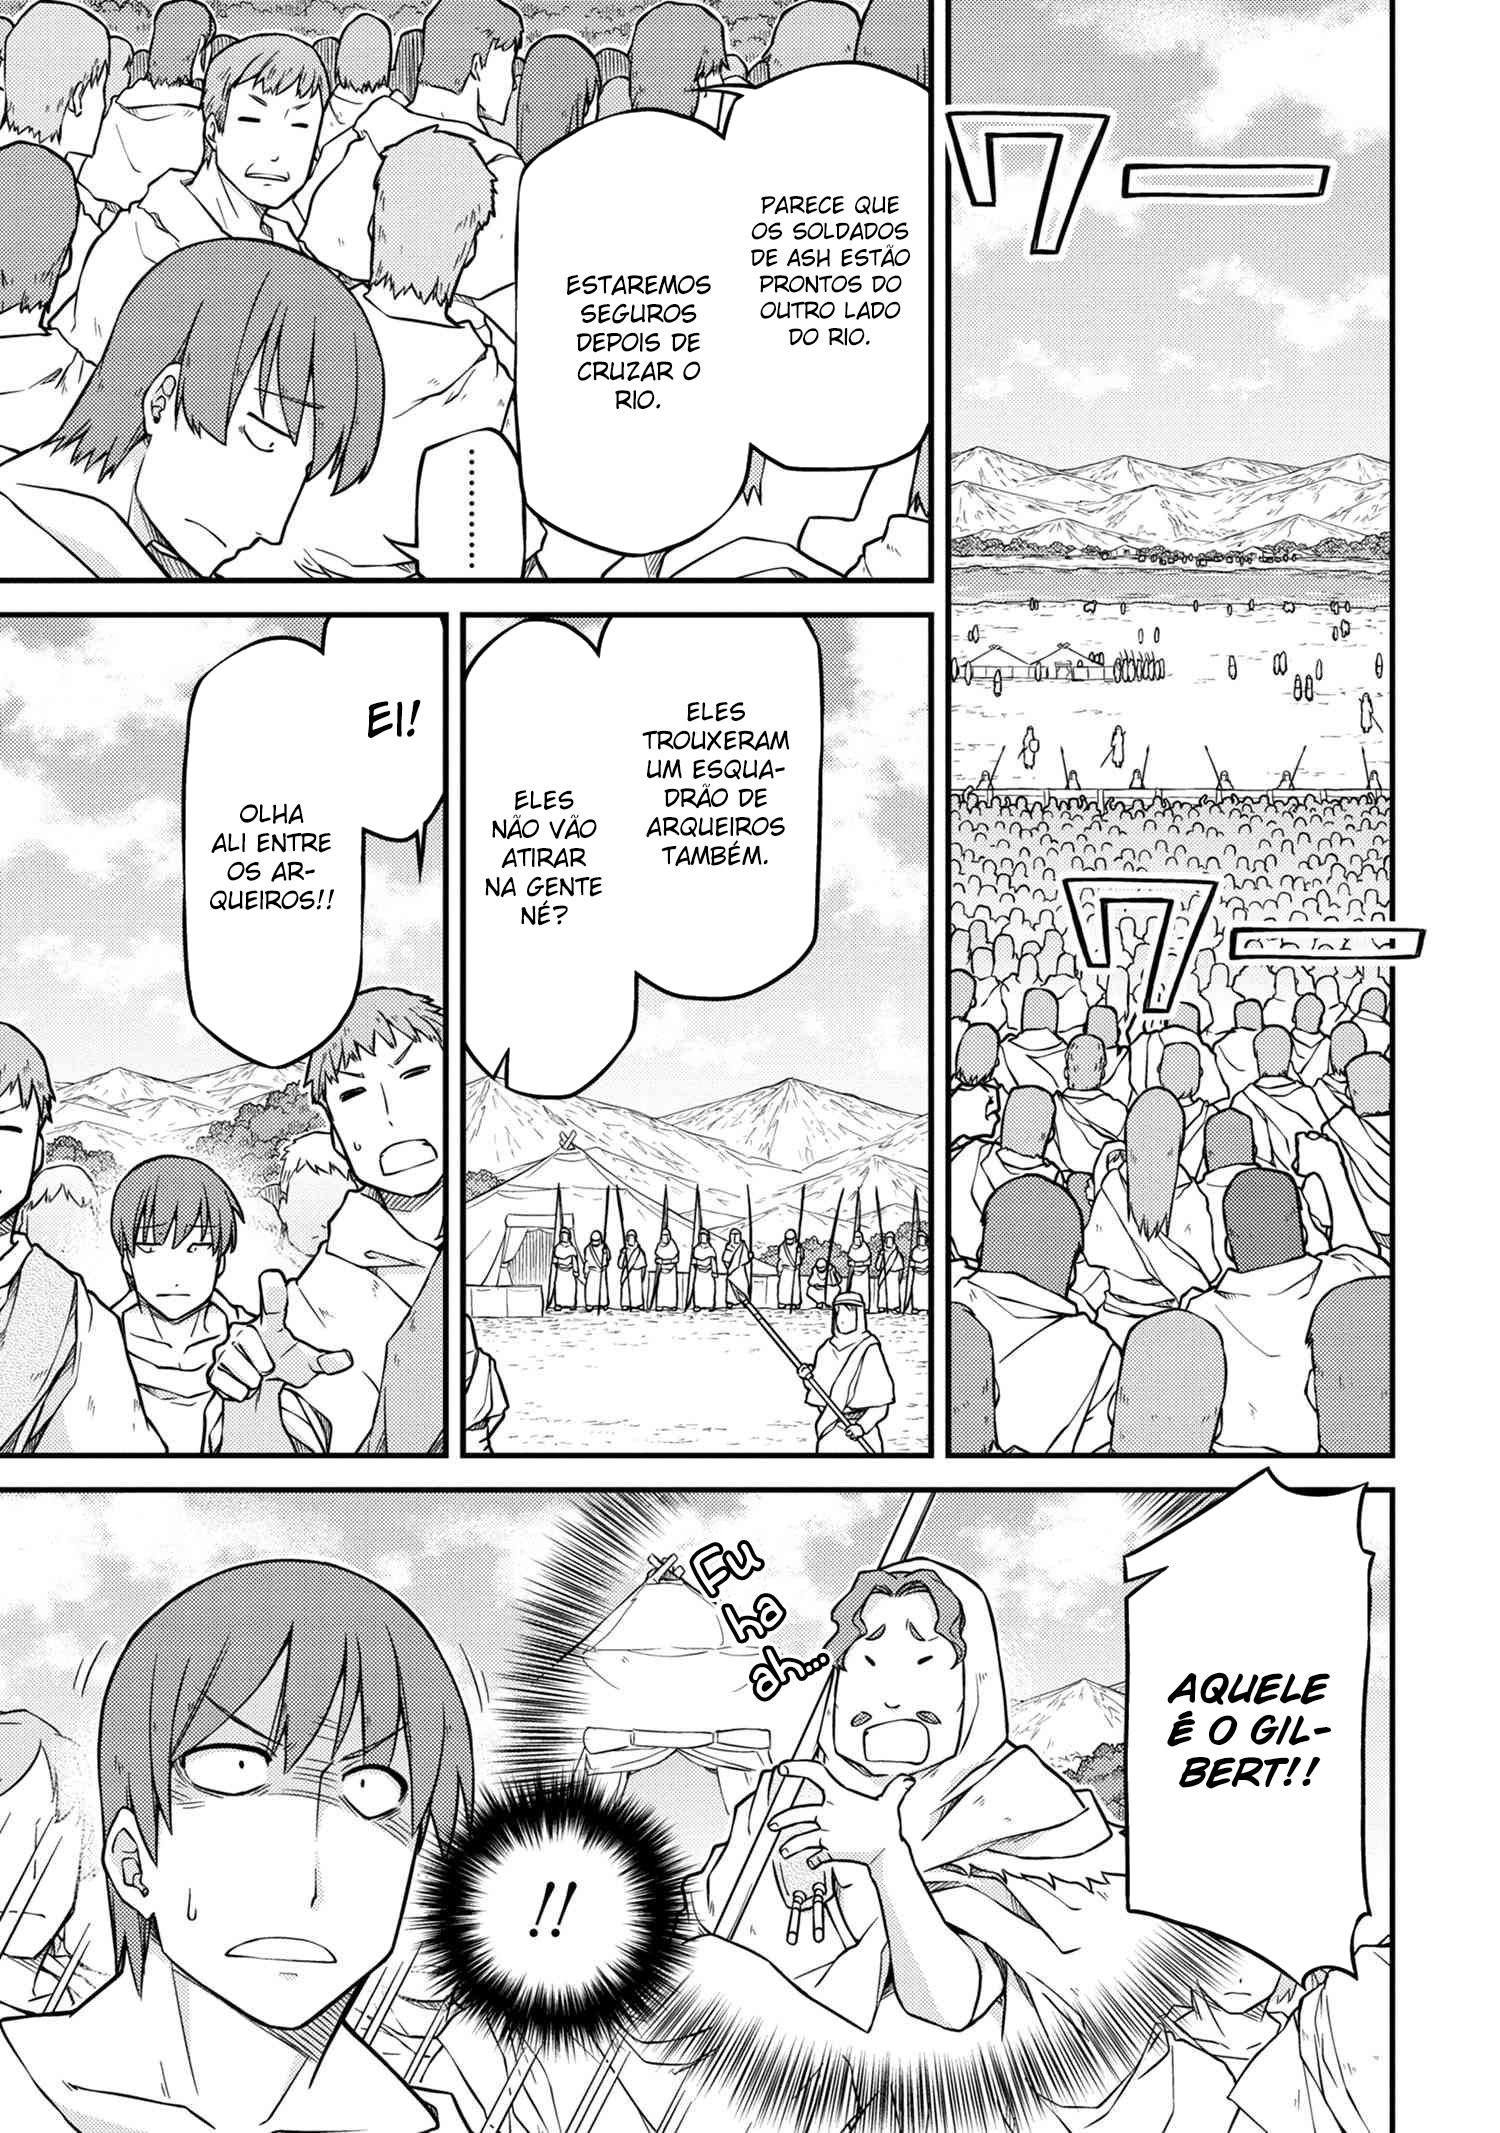 ワー
ワー
PARECE QUE
OS SOLDADOS
DE ASH ESTÃO
PRONTOS DO
OUTRO LADO
DO RIO.
ESTAREMOS
SEGUROS
DEPOIS DE
CRUZAR O
RIO.
.........
ELES
TROUXERAM
UM ESQUA-
DRÃO DE
ARQUEIROS
TAMBÉM.
ELES
NÃO VÃO
ATIRAR
NA GENTE
NÉ?
EI!
OLHA
ALI ENTRE
OS AR-
QUEIROS!!
AQUELE
É O GIL-
BERT!!
Fu
ha
ah...
!!